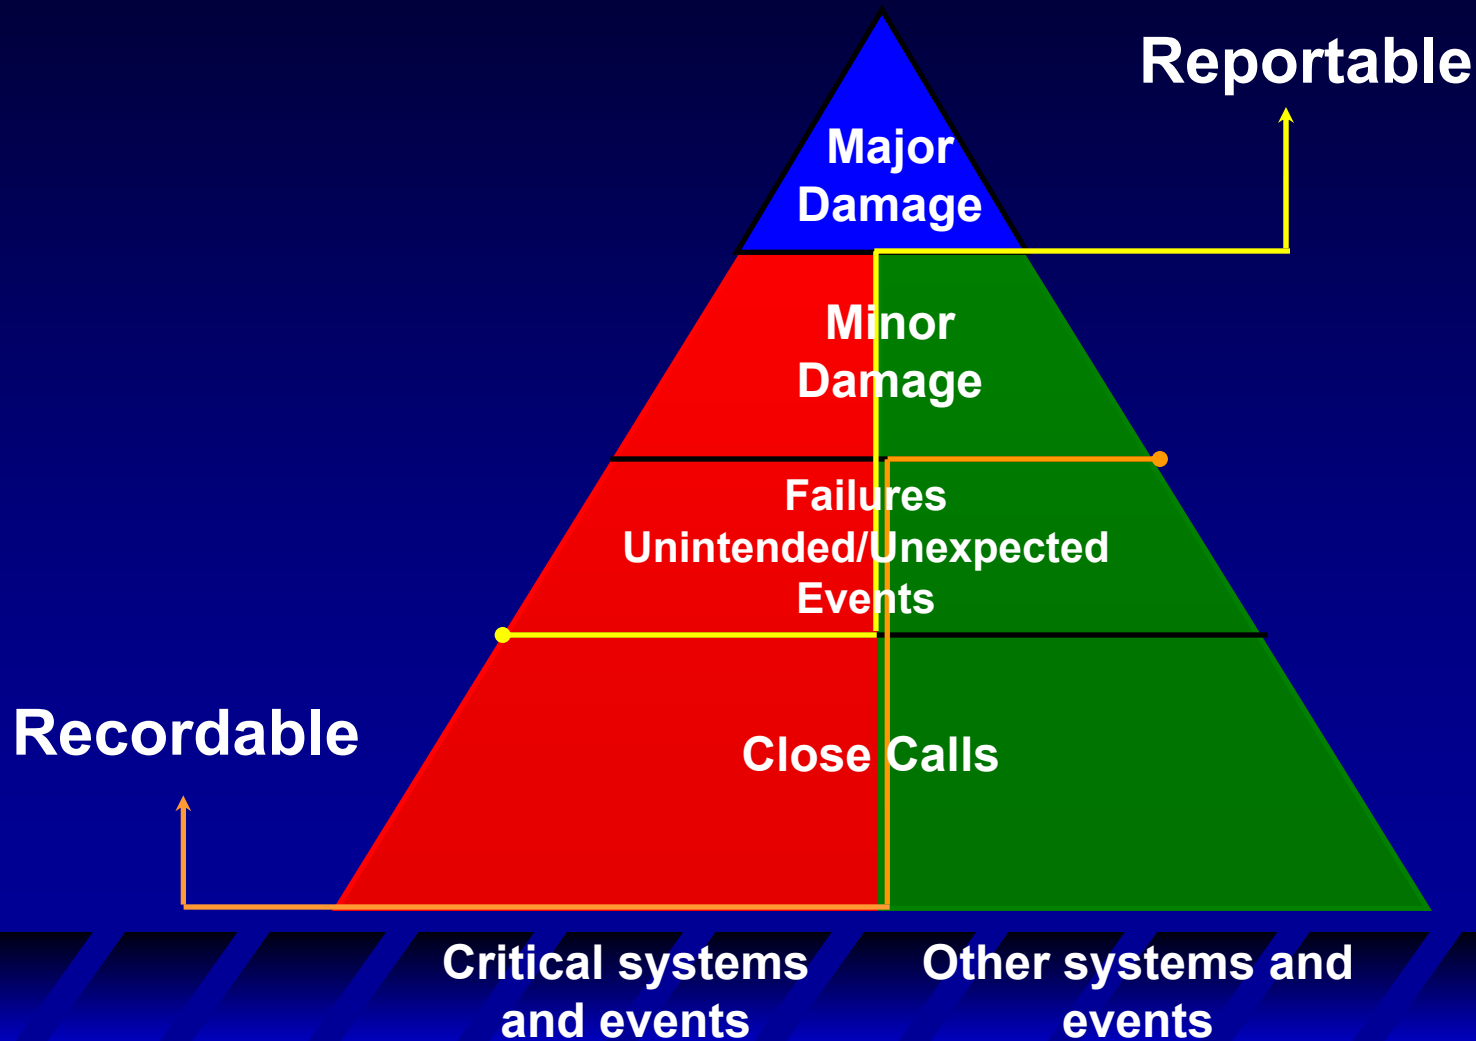 Reportable
Major
Damage
Minor
Damage
Failures
Unintended/Unexpected
Events
Recordable
Close Calls
Critical systems
and events
Other systems and
events